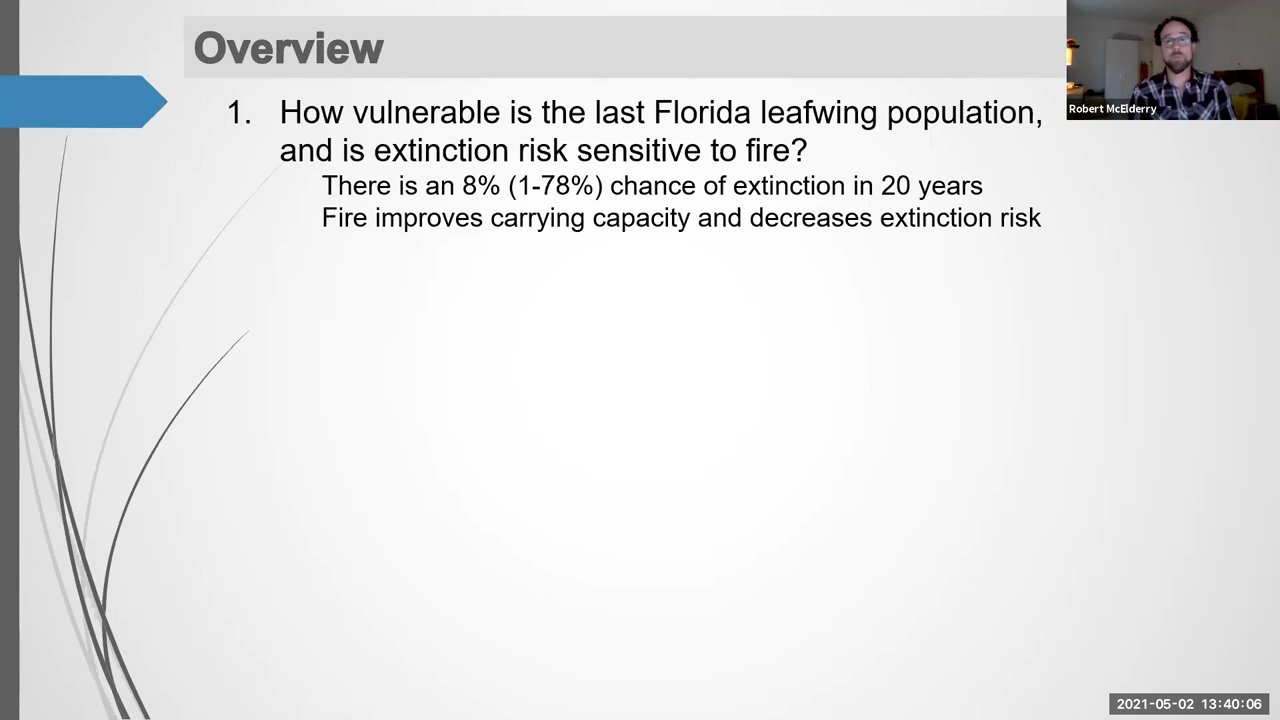 Overview
Robert McElderry
1. How vulnerable is the last Florida leafwing population,
and is extinction risk sensitive to fire?
There is an 8% (1-78%) chance of extinction in 20 years
Fire improves carrying capacity and decreases extinction risk
2021-05-02 13:40:06